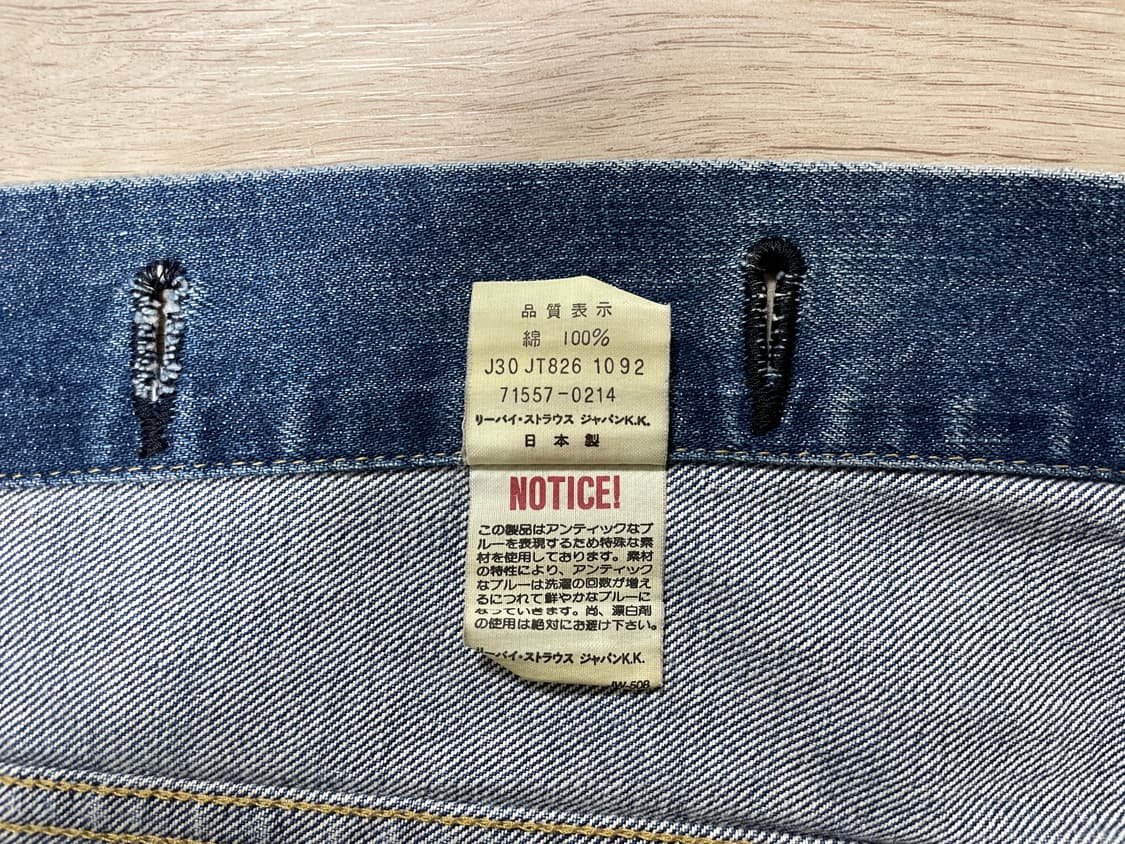 品質表示
綿 100%
J30 JT826 1092
71557-0214
リーバイ・ストラウス ジャパンK.K.
日本製
NOTICE!
この製品はアンティックなブ
ルーを表現するため特殊な素
材を使用しております。素材
の特性により、アンティック
なブルーは洗濯の回数が増え
るにつれて鮮やかなブルーに
なっていきます。尚、漂白剤
の使用は絶対にお避け下さい。
リーバイ・ストラウス ジャパンK.K.
JW-508